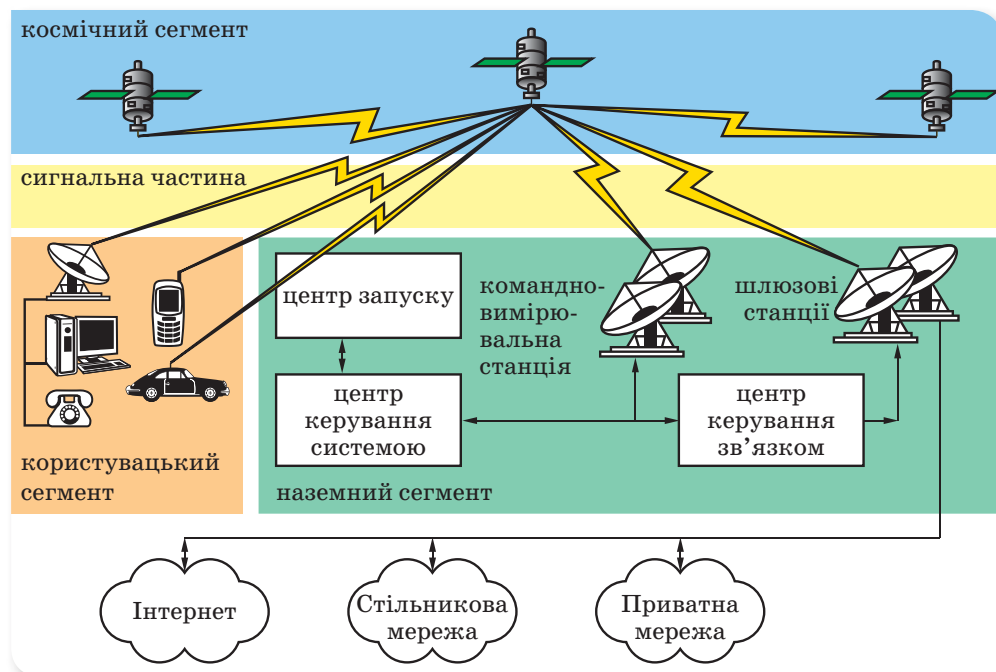 космічний сегмент
сигнальна частина
центр запуску
командно-
вимірю-
вальна
станція
шлюзові
станції
центр
керування
системою
центр
керування
зв’язком
користувацький
сегмент
наземний сегмент
Інтернет
Стільникова
мережа
Приватна
мережа